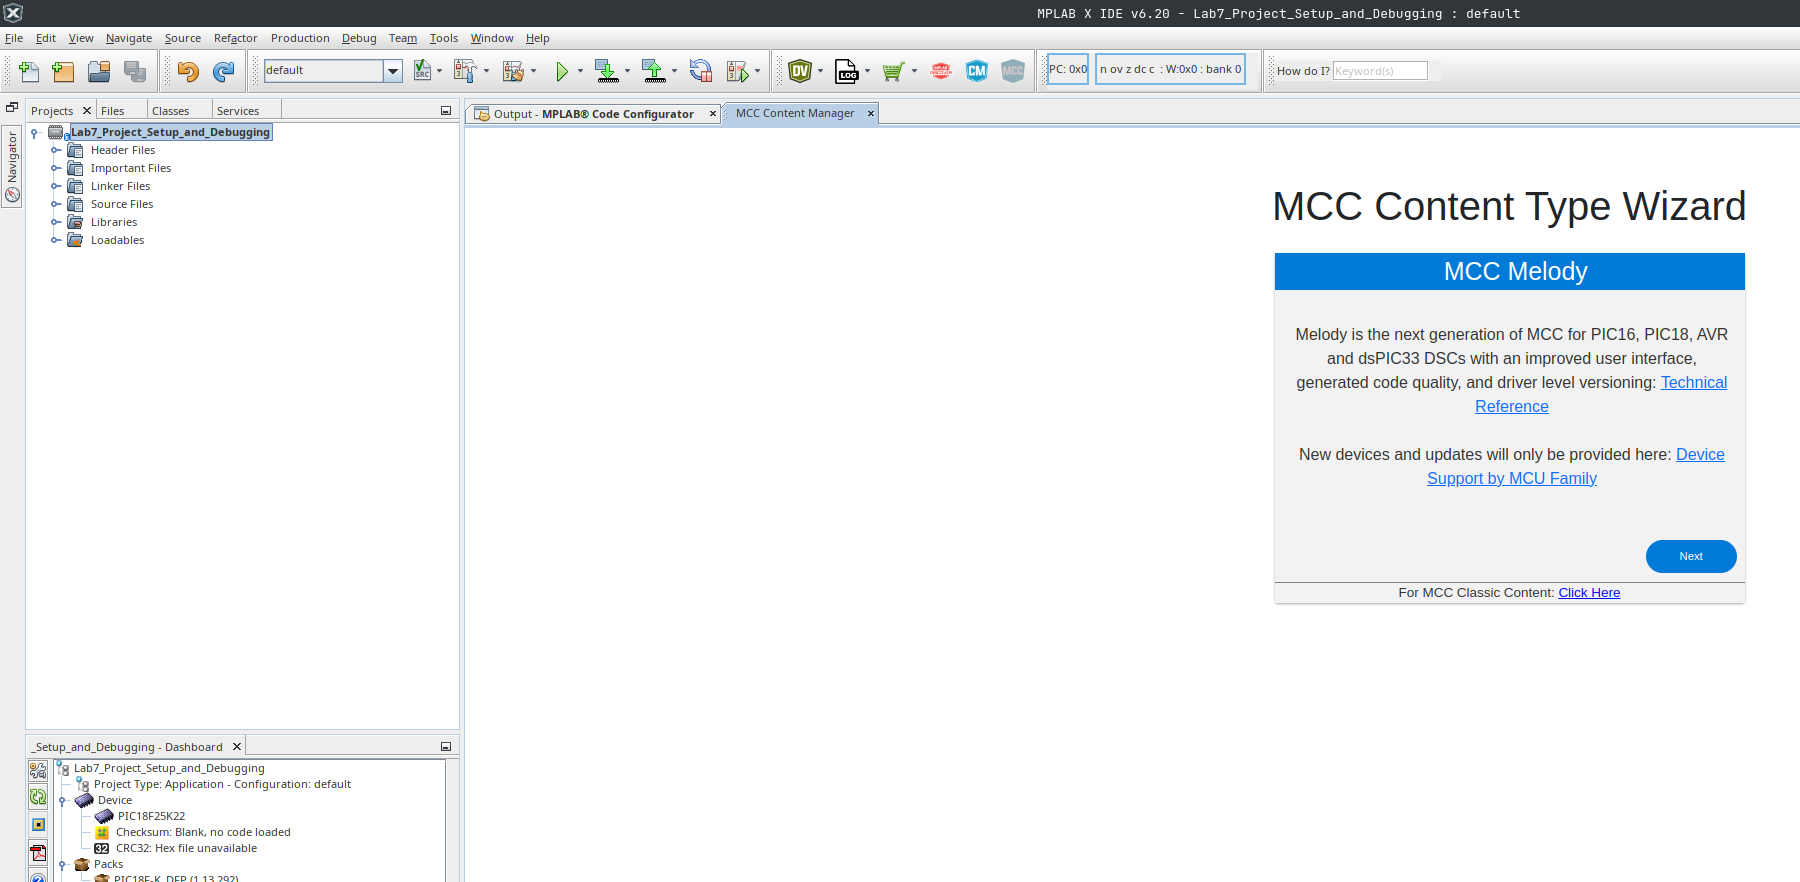 MPLAB X IDE v6.20 - Lab7_Project_Setup_and_Debugging : default
File Edit View Navigate Source Refactor Production Debug Team Tools Window Help
default
SRC
DV
LOG
CM
MCC
PC: 0x0
n ov z dc c : W:0x0 : bank 0
How do I? Keyword(s)
Projects Files Classes Services
Navigator
Output - MPLAB® Code Configurator
MCC Content Manager
Lab7_Project_Setup_and_Debugging
Header Files
Important Files
Linker Files
Source Files
Libraries
Loadables
MCC Content Type Wizard
MCC Melody
Melody is the next generation of MCC for PIC16, PIC18, AVR
and dsPIC33 DSCs with an improved user interface,
generated code quality, and driver level versioning: Technical
Reference
New devices and updates will only be provided here: Device
Support by MCU Family
Next
For MCC Classic Content: Click Here
_Setup_and_Debugging - Dashboard
Lab7_Project_Setup_and_Debugging
Project Type: Application - Configuration: default
Device
PIC18F25K22
Checksum: Blank, no code loaded
32 CRC32: Hex file unavailable
Packs
PIC18F-K_DFP (1.13.292)